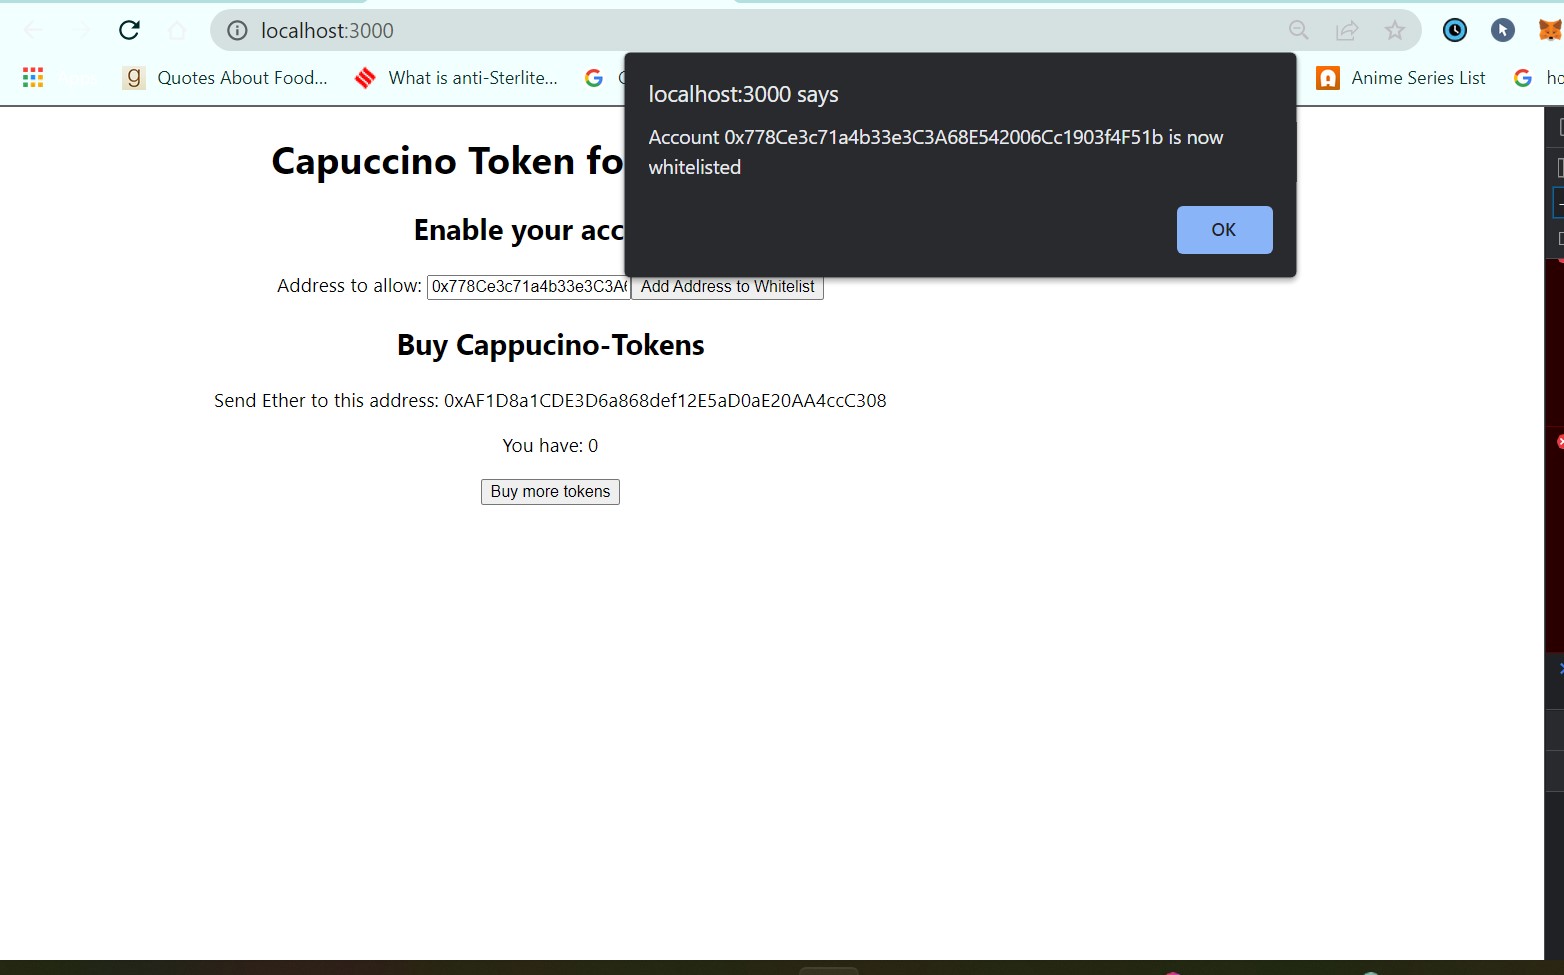 localhost:3000
Quotes About Food...
What is anti-Sterlite...
Anime Series List
localhost:3000 says
Account 0x778Ce3c71a4b33e3C3A68E542006Cc1903f4F51b is now
whitelisted
OK
Capuccino Token fo
Enable your acc
Address to allow: 0x778Ce3c71a4b33e3C3A6 Add Address to Whitelist
Buy Cappucino-Tokens
Send Ether to this address: 0xAF1D8a1CDE3D6a868def12E5aD0aE20AA4ccC308
You have: 0
Buy more tokens